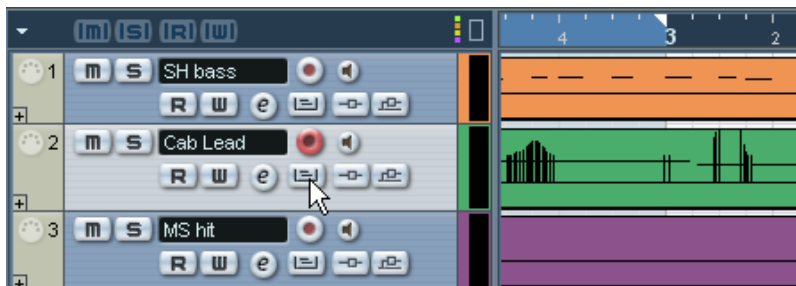 [m] [S] [R] [W]
4 3 2
1 m S SH bass
R W e
+
2 m S Cab Lead
R W e
+
3 m S MS hit
R W e
+